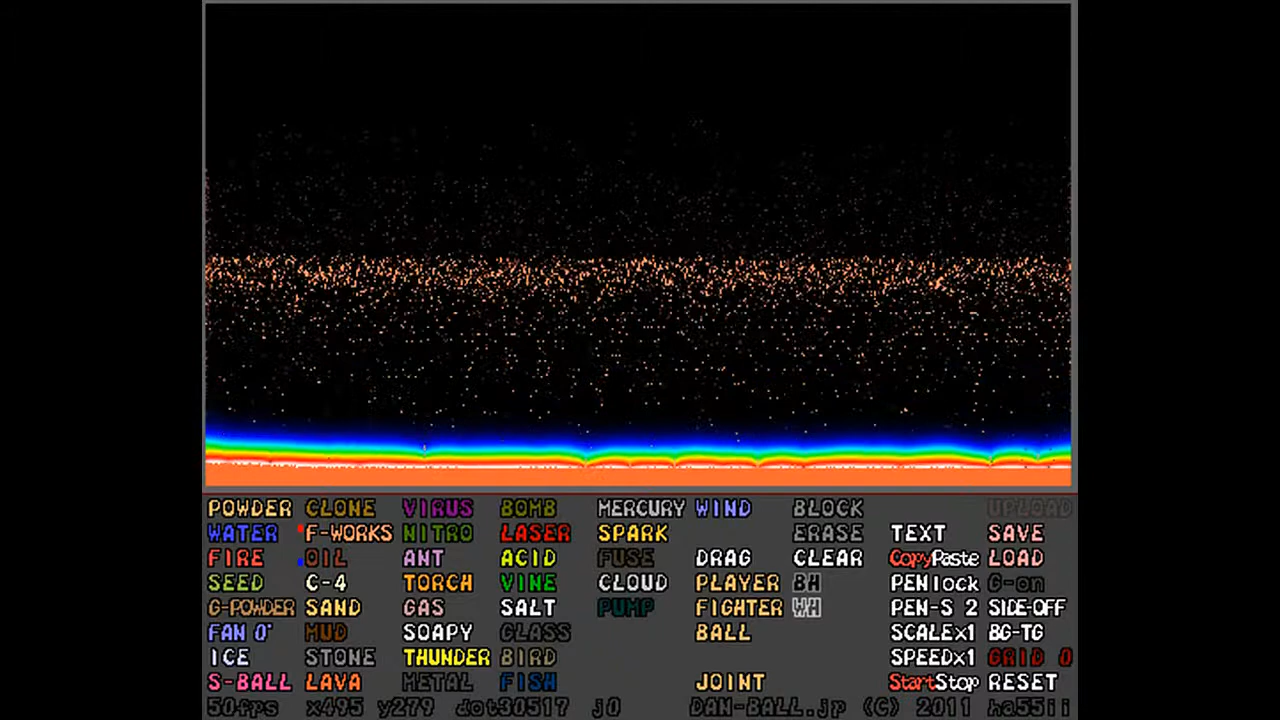 POWDER CLONE VIRUS BOMB MERCURY WIND BLOCK UPLOAD
WATER F-WORKS NITRO LASER SPARK ERASE TEXT SAVE
FIRE OIL ANT ACID FUSE DRAG CLEAR CopyPaste LOAD
SEED C-4 TORCH VINE CLOUD PLAYER BH PENlock G-on
G-POWDER SAND GAS SALT PUMP FIGHTER WH PEN-S 2 SIDE-OFF
FAN 0° MUD SOAPY GLASS BALL SCALE×1 BG-TG
ICE STONE THUNDER BIRD SPEED×1 GRID 0
S-BALL LAVA METAL FISH JOINT StartStop RESET
50fps x495 y279 dot30517 j0 DAN-BALL.jp (C) 2011 ha55ii